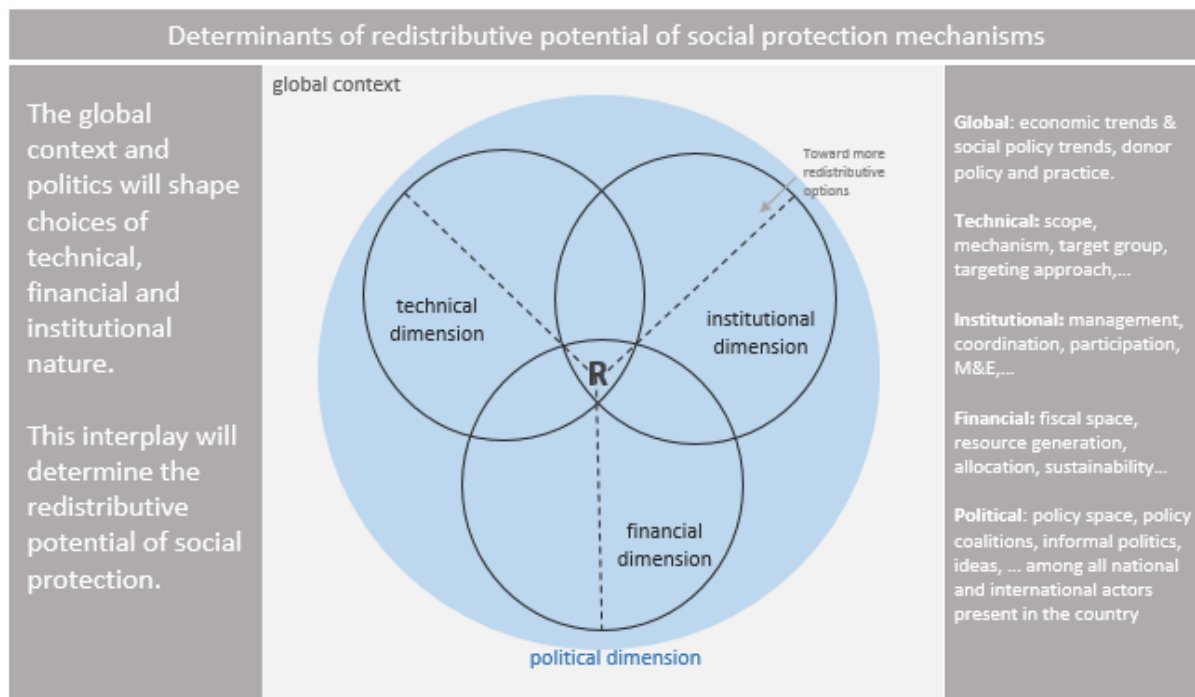 Determinants of redistributive potential of social protection mechanisms
The global
context and
politics will shape
choices of
technical,
financial and
institutional
nature.
This interplay will
determine the
redistributive
potential of social
protection.
global context
Toward more
redistributive
options
technical
dimension
institutional
dimension
R
financial
dimension
political dimension
Global: economic trends &
social policy trends, donor
policy and practice.
Technical: scope,
mechanism, target group,
targeting approach,...
Institutional: management,
coordination, participation,
M&E,...
Financial: fiscal space,
resource generation,
allocation, sustainability...
Political: policy space, policy
coalitions, informal politics,
ideas, ... among all national
and international actors
present in the country